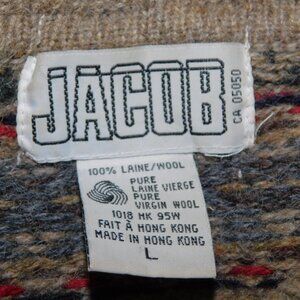 JACOB
CA 05050
100% LAINE/WOOL
PURE
LAINE VIERGE
PURE
VIRGIN WOOL
1018 HK 95W
FAIT À HONG KONG
MADE IN HONG KONG
L